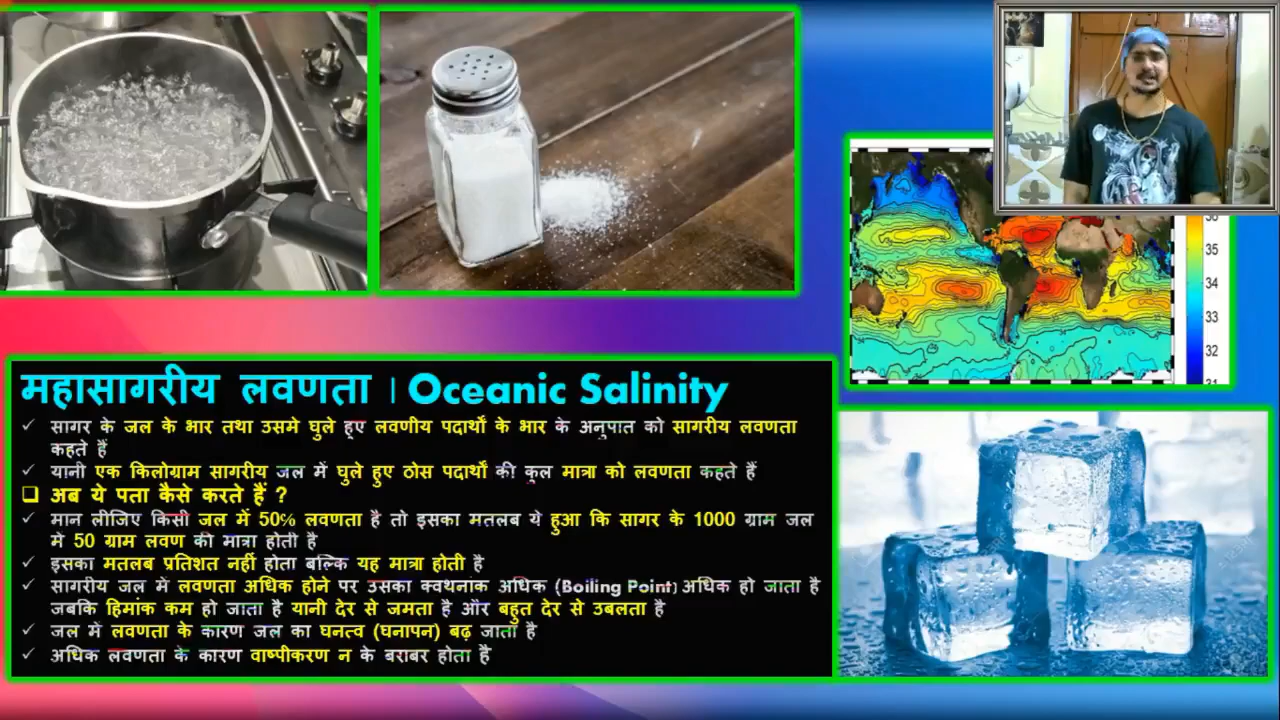 महासागरीय लवणता । Oceanic Salinity
✓ सागर के जल के भार तथा उसमे घुले हूए लवणीय पदार्थो के भार के अनुपात को सागरीय लवणता
कहते हैं
✓ यानी एक किलोग्राम सागरीय जल में घुले हुए ठोस पदार्थो की कुल मात्रा को लवणता कहते हैं
❑ अब ये पता कैसे करते हैं ?
✓ मान लीजिए किसी जल में 50% लवणता है तो इसका मतलब ये हुआ कि सागर के 1000 ग्राम जल
मे 50 ग्राम लवण की मात्रा होती है
✓ इसका मतलब प्रतिशत नहीं होता बल्कि यह मात्रा होती है
✓ सागरीय जल में लवणता अधिक होने पर उसका क्वथनांक अधिक (Boiling Point) अधिक हो जाता है
जबकि हिमांक कम हो जाता है यानी देर से जमता है और बहुत देर से उबलता है
✓ जल में लवणता के कारण जल का घनत्व (घनापन) बढ़ जाता है
✓ अधिक लवणता के कारण वाष्पीकरण न के बराबर होता है
35
34
33
32